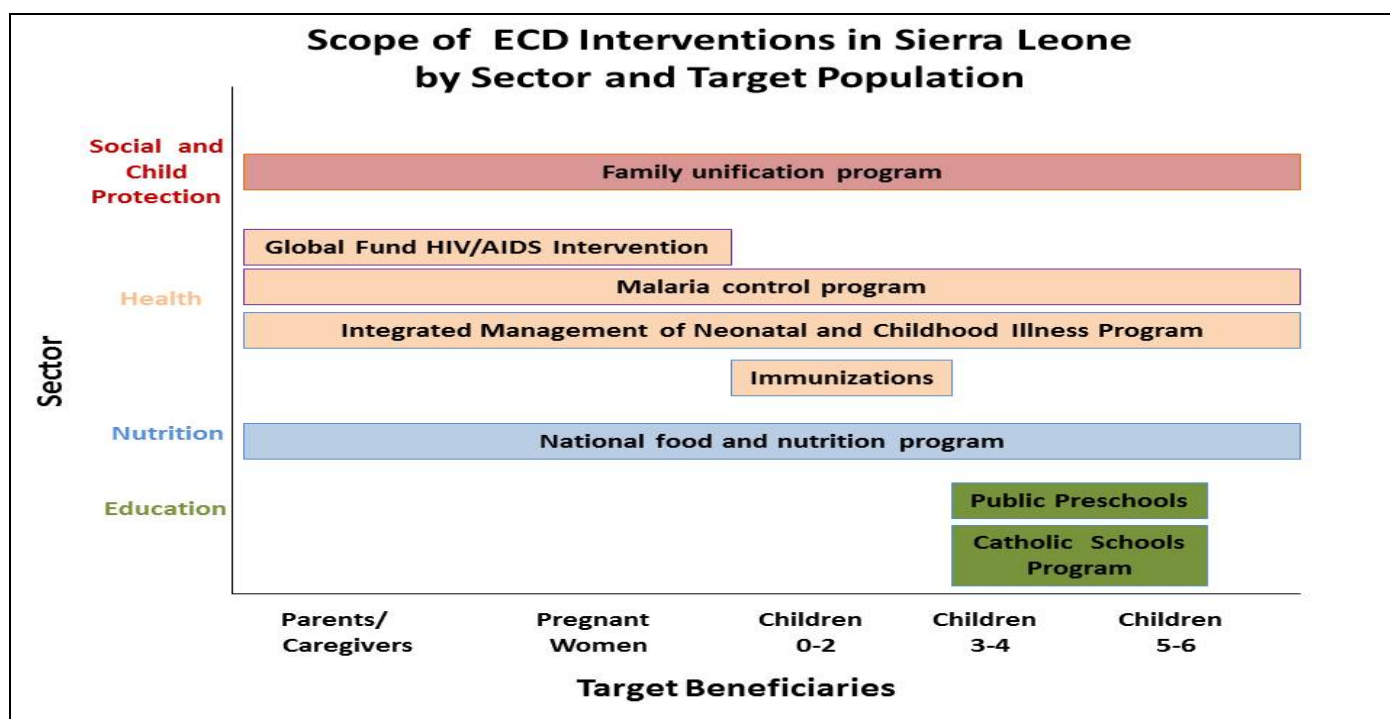 Scope of ECD Interventions in Sierra Leone
by Sector and Target Population
Social and
Child
Protection
Family unification program
Global Fund HIV/AIDS Intervention
Health
Malaria control program
Integrated Management of Neonatal and Childhood Illness Program
Immunizations
Sector
Nutrition
National food and nutrition program
Education
Public Preschools
Catholic Schools
Program
Parents/
Caregivers
Pregnant
Women
Children
0-2
Children
3-4
Children
5-6
Target Beneficiaries